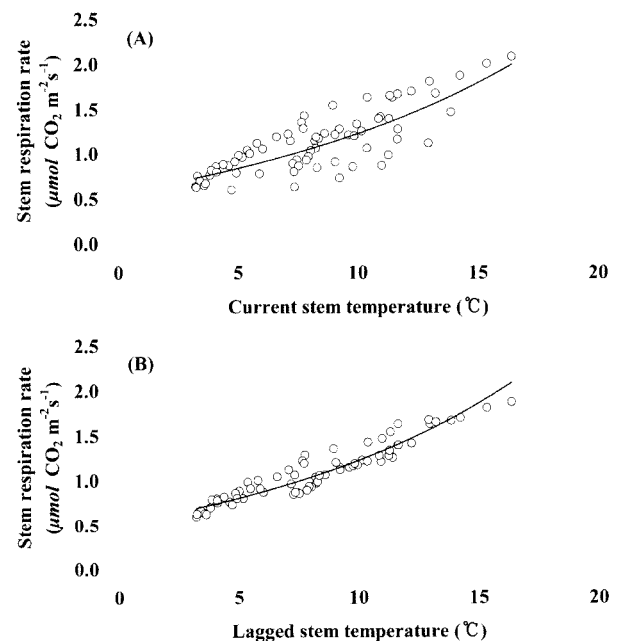 2.5
(A)
2.0
1.5
1.0
0.5
0.0
Stem respiration rate
(μmol CO₂ m⁻²s⁻¹)
0 5 10 15 20
Current stem temperature (℃)
2.5
(B)
2.0
1.5
1.0
0.5
0.0
Stem respiration rate
(μmol CO₂ m⁻²s⁻¹)
0 5 10 15 20
Lagged stem temperature (℃)